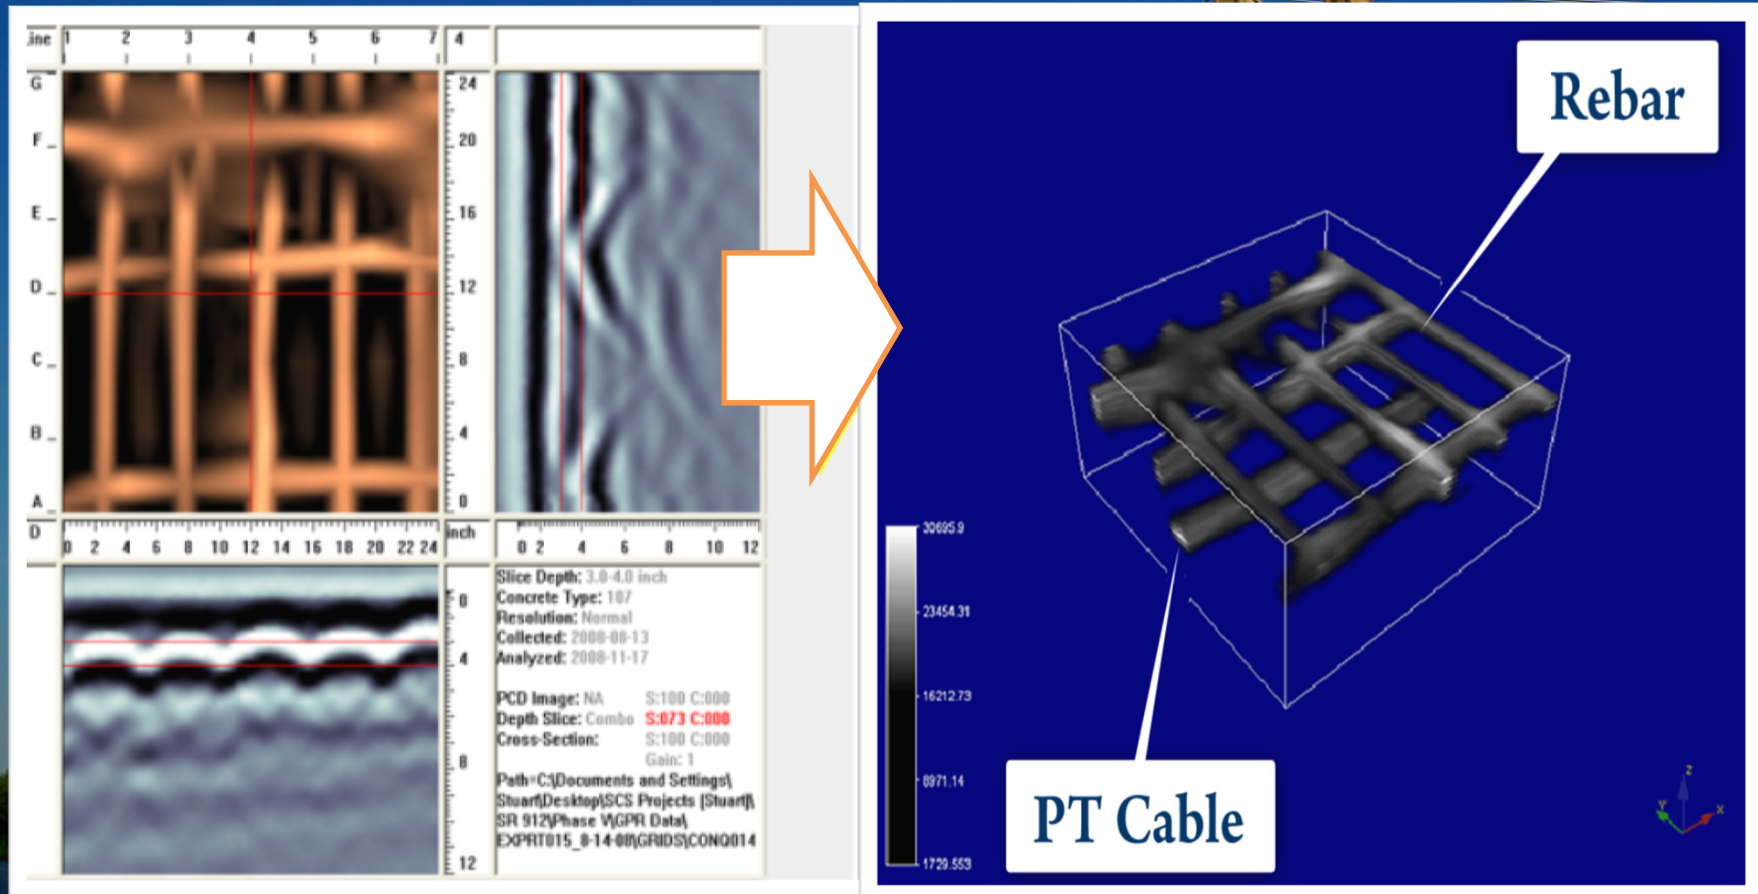 Line 1 2 3 4 5 6 7 4
G
F
E
D
C
B
A
24
20
16
12
8
4
0
D
0 2 4 6 8 10 12 14 16 18 20 22 24
inch
0 2 4 6 8 10 12
0
4
8
12
Slice Depth: 3.0-4.0 inch
Concrete Type: 107
Resolution: Normal
Collected: 2008-08-13
Analyzed: 2008-11-17
PCD Image: NA S:100 C:000
Depth Slice: Combo S:073 C:000
Cross-Section: S:100 C:000
Gain: 1
Path=C:\Documents and Settings\
Stuart\Desktop\SCS Projects [Stuart]\
SR 912\Phase V\GPR Data\
EXPRT015_8-14-08\GRIDS\CONQ014
Rebar
PT Cable
30695.9
23454.31
16212.73
8971.14
1729.553
Z
Y
X